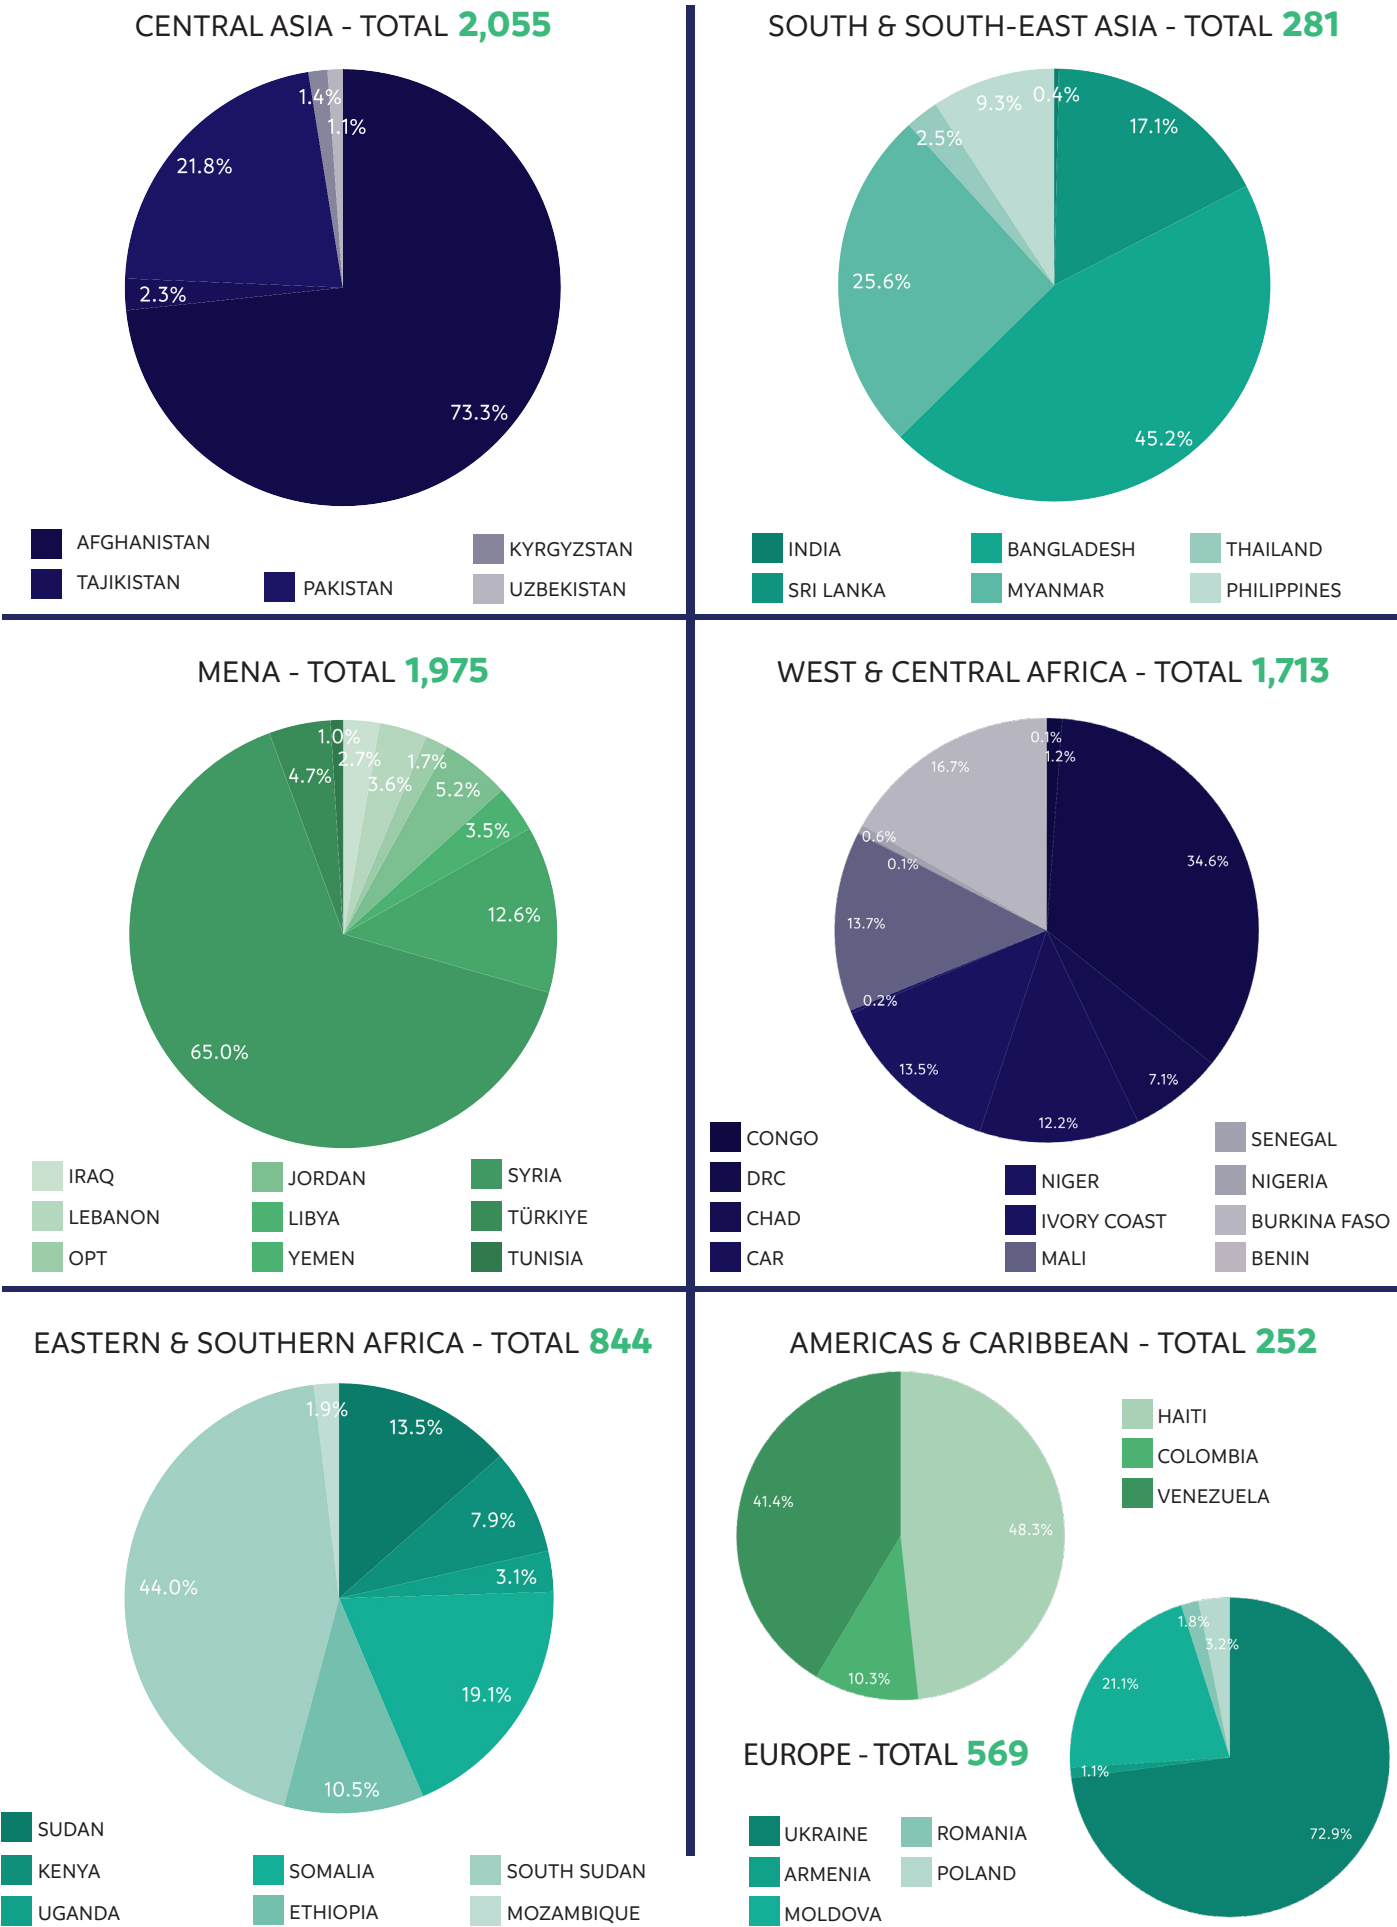 CENTRAL ASIA - TOTAL 2,055
1.4%
1.1%
21.8%
2.3%
73.3%
AFGHANISTAN
TAJIKISTAN
PAKISTAN
KYRGYZSTAN
UZBEKISTAN
SOUTH & SOUTH-EAST ASIA - TOTAL 281
9.3%
0.4%
17.1%
2.5%
25.6%
45.2%
INDIA
SRI LANKA
BANGLADESH
MYANMAR
THAILAND
PHILIPPINES
MENA - TOTAL 1,975
1.0%
2.7%
1.7%
4.7%
3.6%
5.2%
3.5%
12.6%
65.0%
IRAQ
LEBANON
OPT
JORDAN
LIBYA
YEMEN
SYRIA
TÜRKIYE
TUNISIA
WEST & CENTRAL AFRICA - TOTAL 1,713
0.1%
1.2%
16.7%
0.6%
0.1%
34.6%
13.7%
0.2%
13.5%
7.1%
12.2%
CONGO
DRC
CHAD
CAR
NIGER
IVORY COAST
MALI
SENEGAL
NIGERIA
BURKINA FASO
BENIN
EASTERN & SOUTHERN AFRICA - TOTAL 844
1.9%
13.5%
7.9%
3.1%
44.0%
19.1%
10.5%
SUDAN
KENYA
UGANDA
SOMALIA
ETHIOPIA
SOUTH SUDAN
MOZAMBIQUE
AMERICAS & CARIBBEAN - TOTAL 252
41.4%
48.3%
10.3%
HAITI
COLOMBIA
VENEZUELA
EUROPE - TOTAL 569
1.8%
3.2%
21.1%
1.1%
72.9%
UKRAINE
ARMENIA
MOLDOVA
ROMANIA
POLAND